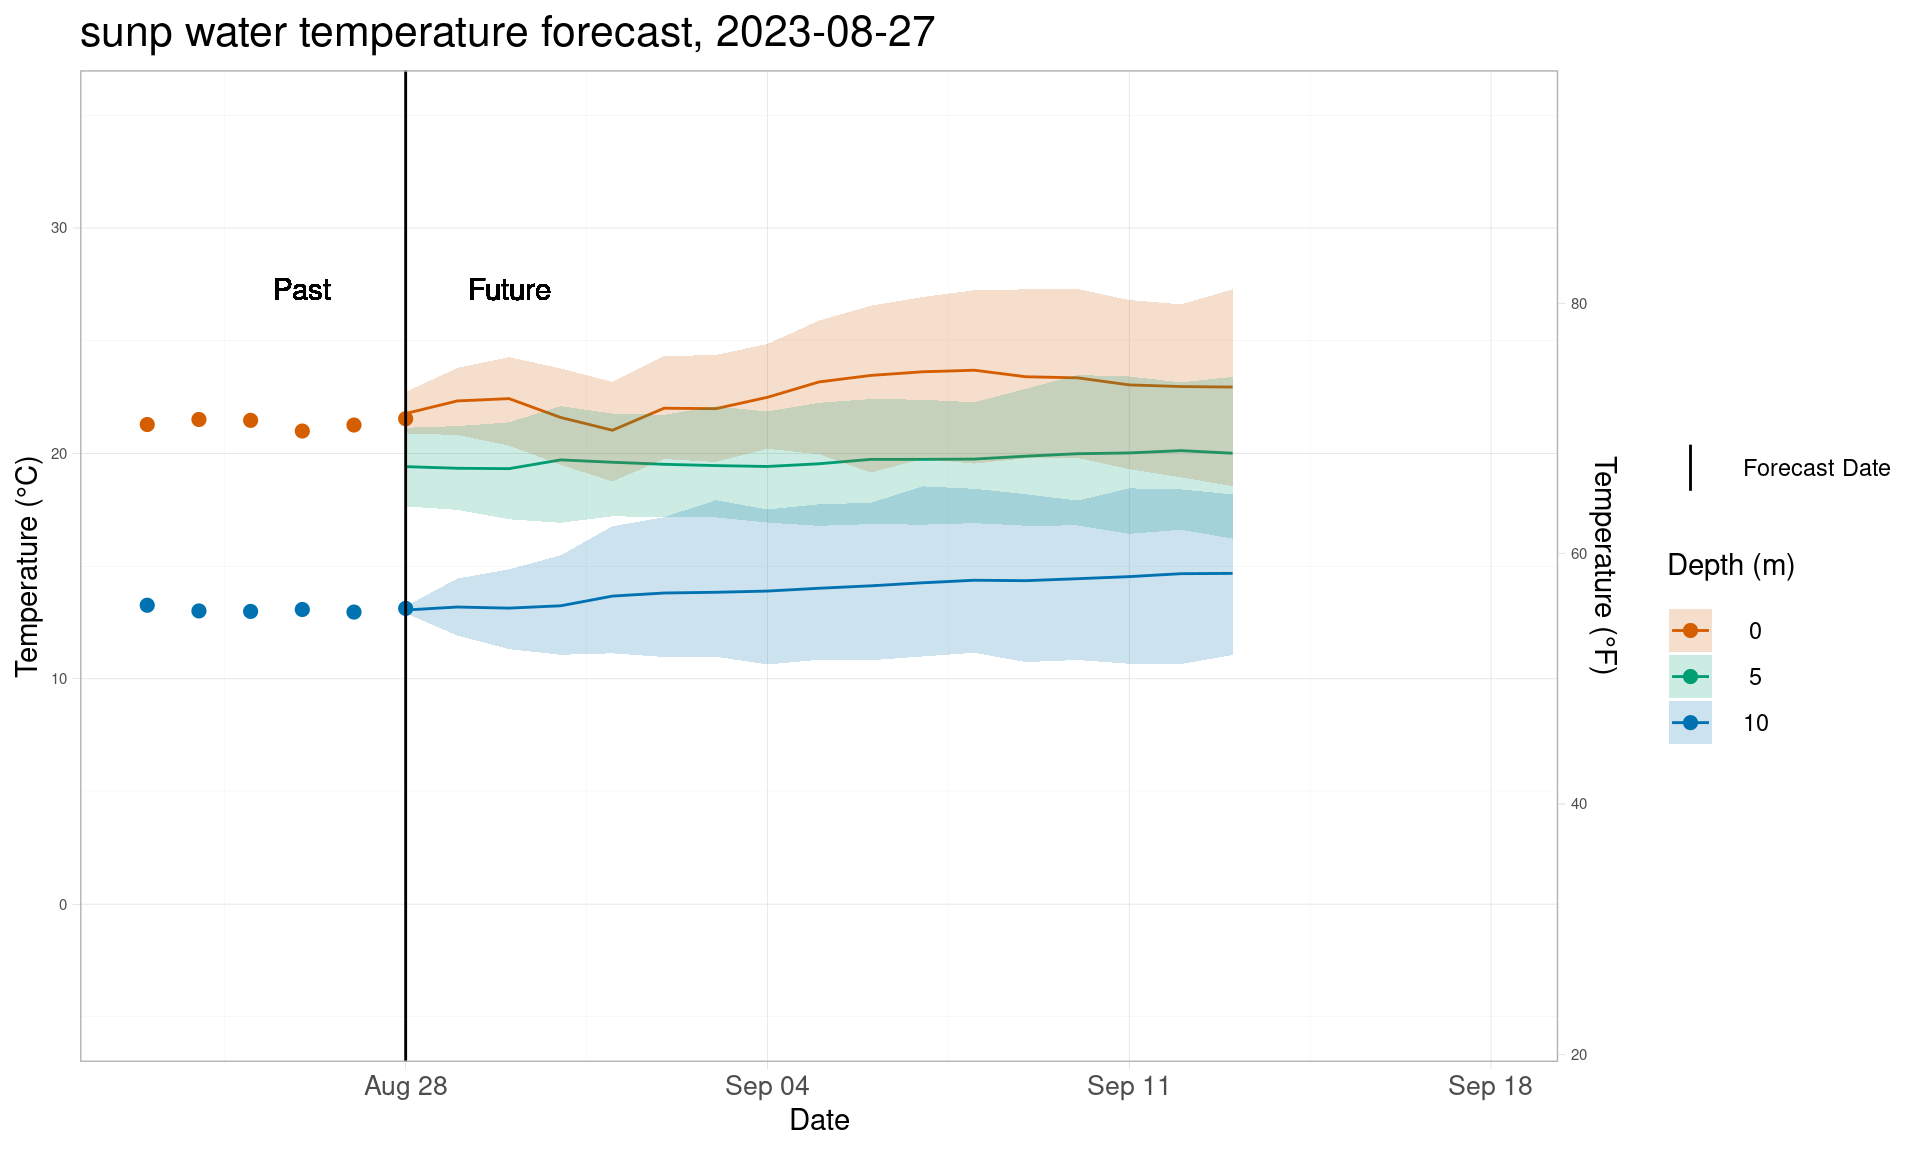 sunp water temperature forecast, 2023-08-27
Temperature (°C)
30
20
10
0
Past
Future
80
60
40
20
Temperature (°F)
Aug 28
Sep 04
Sep 11
Sep 18
Date
Forecast Date
Depth (m)
0
5
10